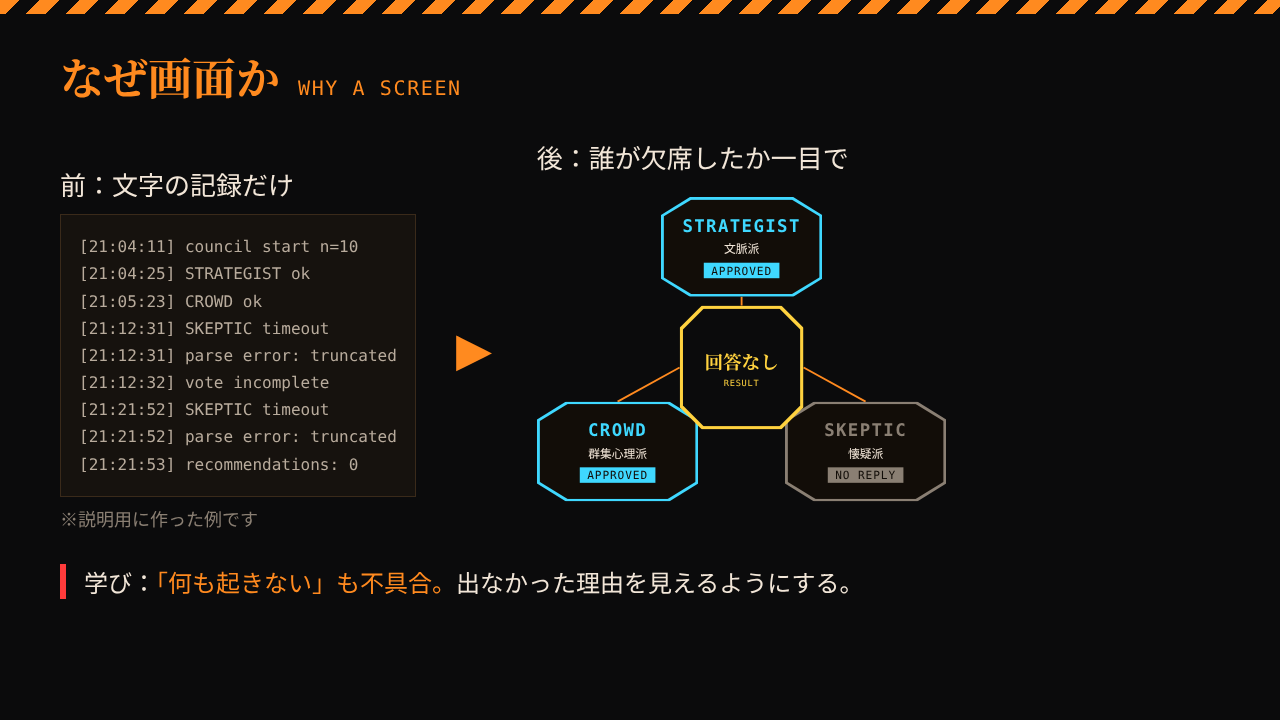 なぜ画面か WHY A SCREEN
前：文字の記録だけ
[21:04:11] council start n=10
[21:04:25] STRATEGIST ok
[21:05:23] CROWD ok
[21:12:31] SKEPTIC timeout
[21:12:31] parse error: truncated
[21:12:32] vote incomplete
[21:21:52] SKEPTIC timeout
[21:21:52] parse error: truncated
[21:21:53] recommendations: 0
※説明用に作った例です
後：誰が欠席したか一目で
STRATEGIST
文脈派
APPROVED
回答なし
RESULT
CROWD
群集心理派
APPROVED
SKEPTIC
懐疑派
NO REPLY
学び：「何も起きない」も不具合。出なかった理由を見えるようにする。